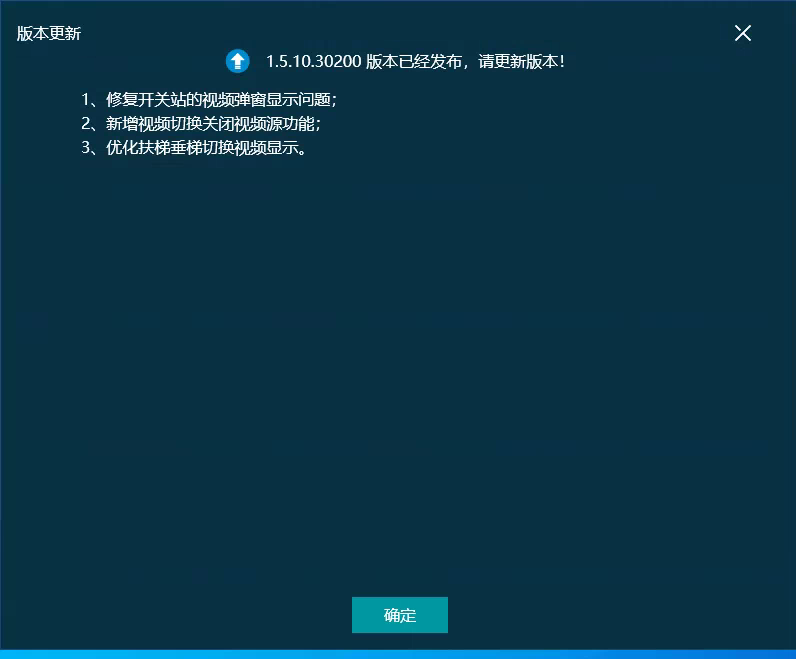 版本更新
1.5.10.30200 版本已经发布，请更新版本！
1、修复开关站的视频弹窗显示问题；
2、新增视频切换关闭视频源功能；
3、优化扶梯垂梯切换视频显示。
确定